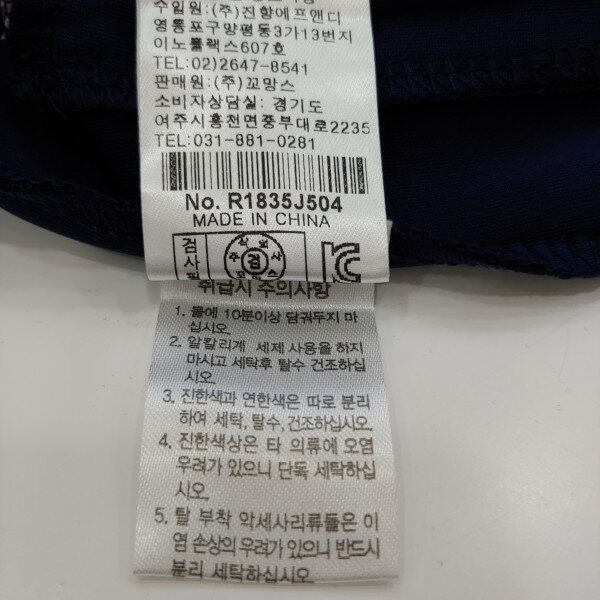 수입원: (주)진항에프앤디
영등포구양평동3가13번지
이노플렉스607호
TEL:02)2647-8541
판매원: (주)꼬망스
소비자상담실: 경기도
여주시흥천면중부대로2235
TEL:031-881-0281
No. R1835J504
MADE IN CHINA
검사필
검
취급시 주의사항
1. 물에 10분이상 담궈두지 마
십시오.
2. 알칼리계 세제 사용을 하지
마시고 세탁후 탈수 건조하십
시오.
3. 진한색과 연한색은 따로 분리
하여 세탁, 탈수, 건조하십시오.
4. 진한색상은 타 의류에 오염
우려가 있으니 단독 세탁하십
시오.
5. 탈 부착 악세사리류들은 이
염 손상의 우려가 있으니 반드시
분리 세탁하십시오.